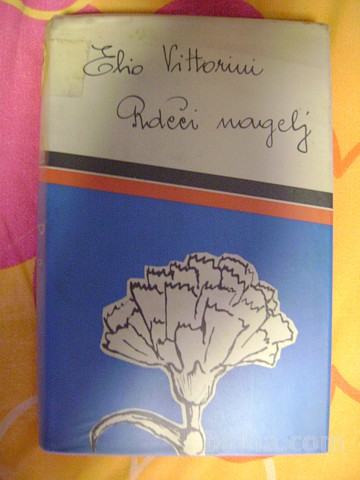 Elio Vittorini
Rdeči nagelj